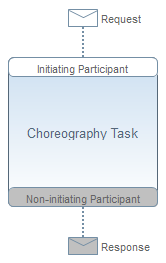 Request
Initiating Participant
Choreography Task
Non-initiating Participant
Response